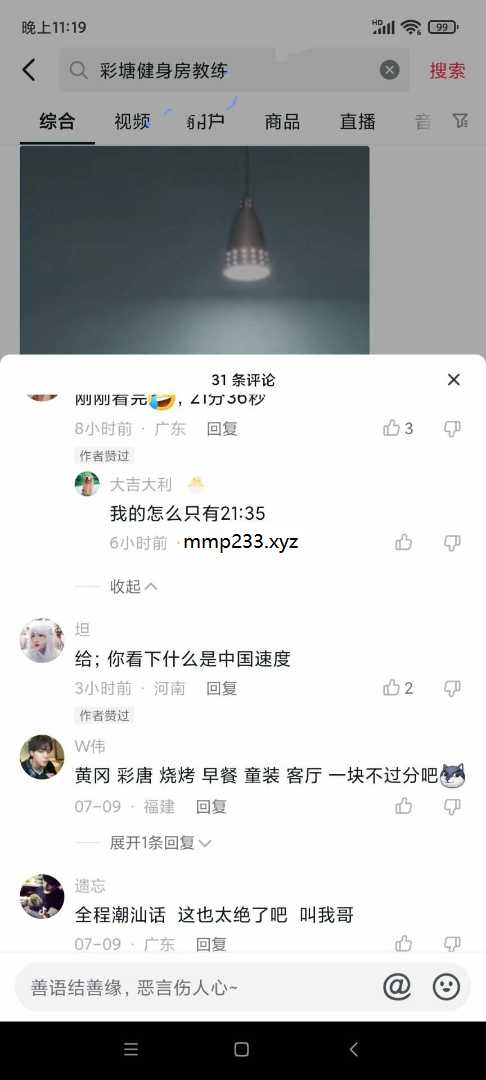 晚上11:19
HD
99
彩塘健身房教练
搜索
综合
视频
用户
商品
直播
音
31 条评论
刚刚看完🤣，21分36秒
8小时前 · 广东 回复
3
作者赞过
大吉大利 🐣
我的怎么只有21:35
6小时前 · mmp233.xyz
收起
坦
给；你看下什么是中国速度
3小时前 · 河南 回复
2
作者赞过
W伟
黄冈 彩唐 烧烤 早餐 童装 客厅 一块不过分吧
07-09 · 福建 回复
展开1条回复
遗忘
全程潮汕话 这也太绝了吧 叫我哥
07-09 · 广东 回复
善语结善缘，恶言伤人心~
@